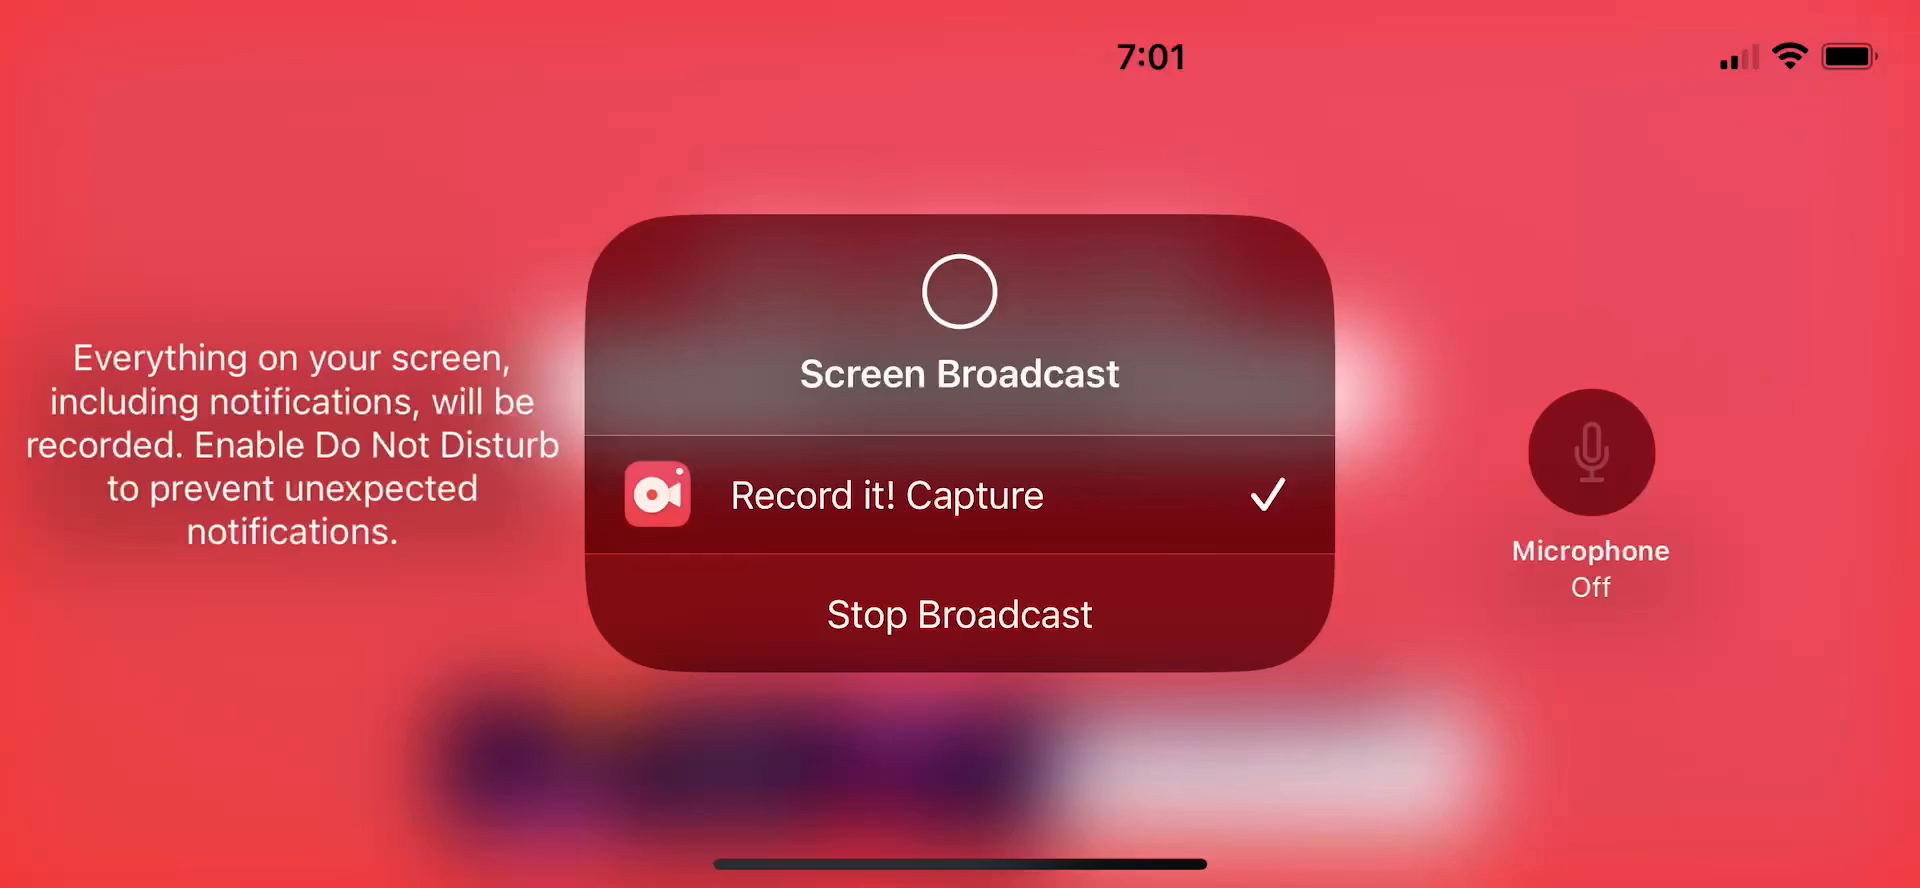 7:01
Everything on your screen,
including notifications, will be
recorded. Enable Do Not Disturb
to prevent unexpected
notifications.
Screen Broadcast
Record it! Capture
Stop Broadcast
Microphone
Off